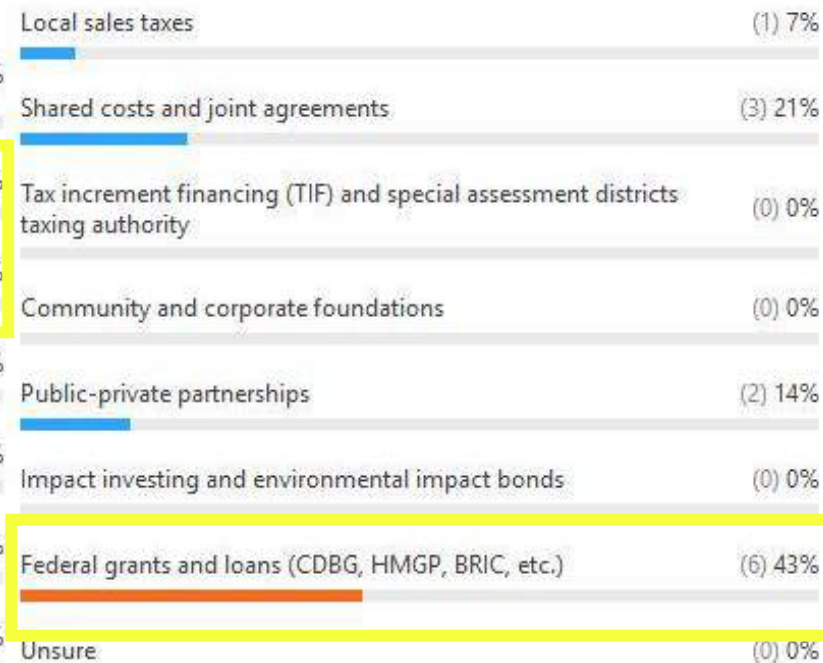 Local sales taxes (1) 7%
Shared costs and joint agreements (3) 21%
Tax increment financing (TIF) and special assessment districts
taxing authority (0) 0%
Community and corporate foundations (0) 0%
Public-private partnerships (2) 14%
Impact investing and environmental impact bonds (0) 0%
Federal grants and loans (CDBG, HMGP, BRIC, etc.) (6) 43%
Unsure (0) 0%